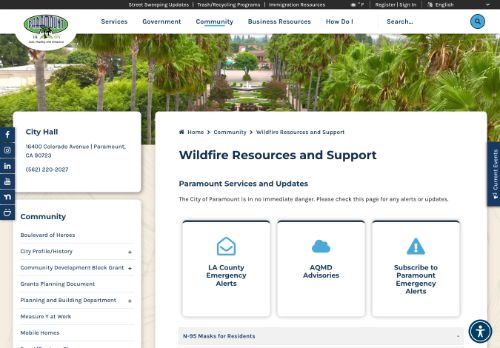 Street Sweeping Updates | Trash/Recycling Programs | Immigration Resources
° F | Register | Sign In English
PARAMOUNT
Services Government Community Business Resources How Do I Search...
City Hall
16400 Colorado Avenue | Paramount,
CA 90723
(562) 220-2027
Community
Boulevard of Heroes
City Profile/History +
Community Development Block Grant +
Grants Planning Document
Planning and Building Department +
Measure Y at Work
Mobile Homes
Home > Community > Wildfire Resources and Support
Wildfire Resources and Support
Paramount Services and Updates
The City of Paramount is in no immediate danger. Please check this page for any alerts or updates.
LA County
Emergency
Alerts
AQMD
Advisories
Subscribe to
Paramount
Emergency
Alerts
N-95 Masks for Residents
Current Events